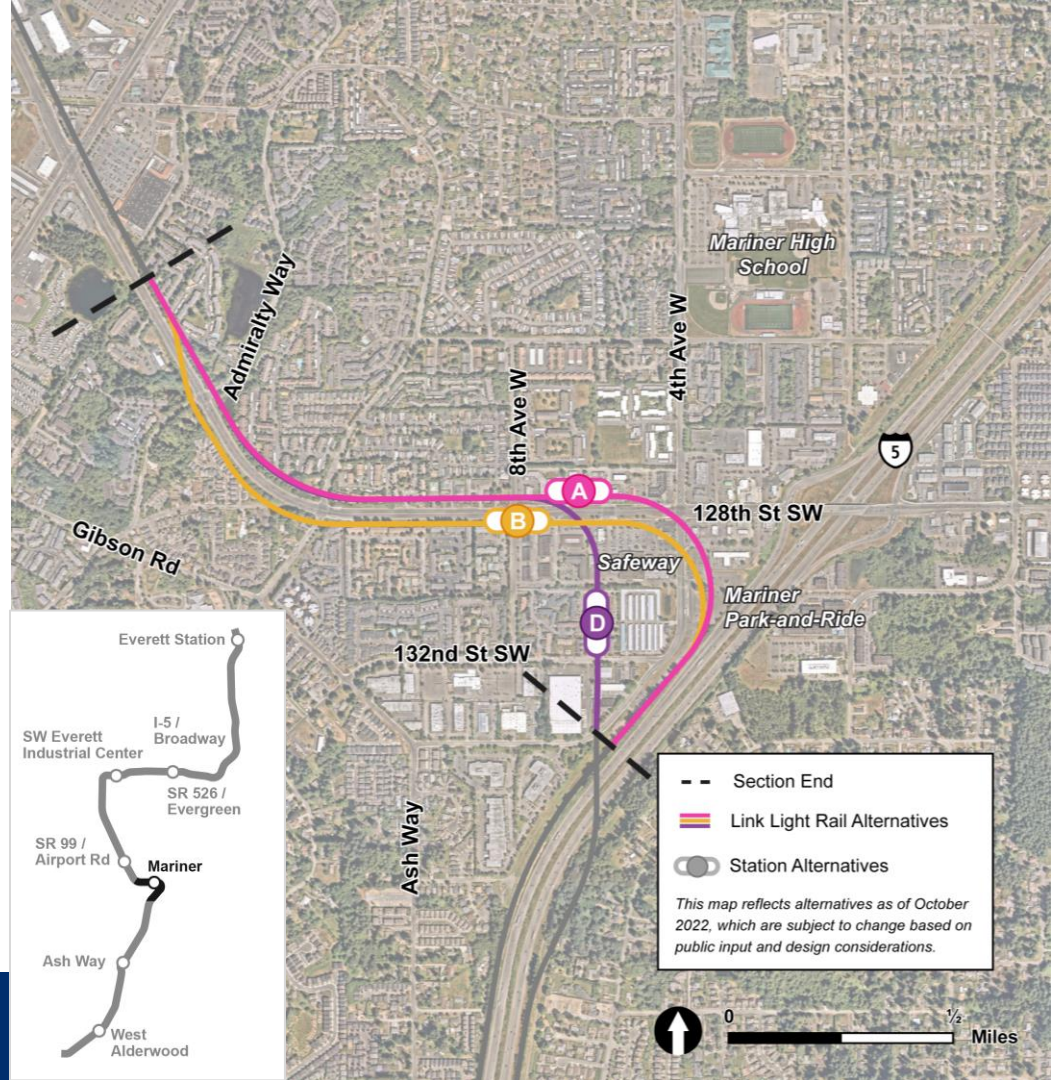 Mariner High
School
Admiralty Way
8th Ave W
4th Ave W
5
A
B
128th St SW
Gibson Rd
Safeway
Mariner
Park-and-Ride
D
132nd St SW
Ash Way
Everett Station
I-5 /
Broadway
SW Everett
Industrial Center
SR 526 /
Evergreen
SR 99 /
Airport Rd
Mariner
Ash Way
West
Alderwood
Section End
Link Light Rail Alternatives
Station Alternatives
This map reflects alternatives as of October
2022, which are subject to change based on
public input and design considerations.
0
½
Miles